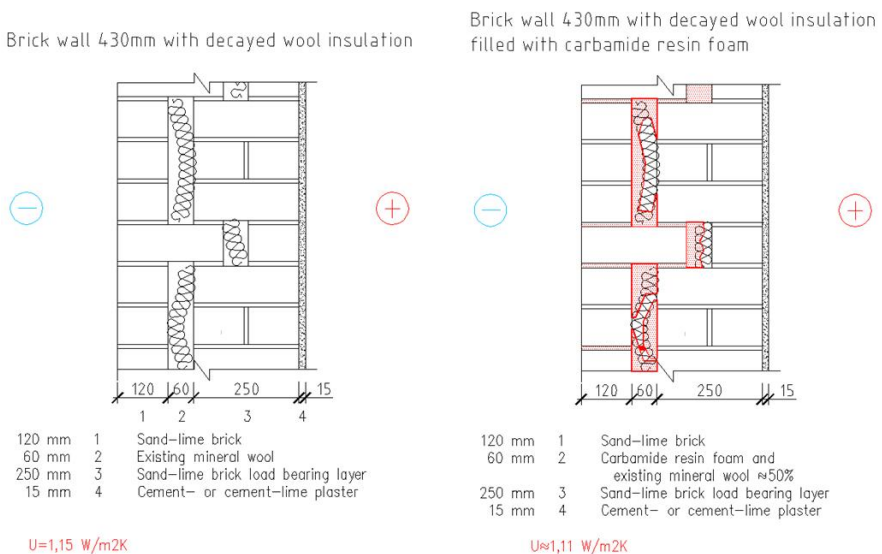 Brick wall 430mm with decayed wool insulation
120 60 250 15
1 2 3 4
120 mm 1 Sand-lime brick
60 mm 2 Existing mineral wool
250 mm 3 Sand-lime brick load bearing layer
15 mm 4 Cement- or cement-lime plaster
U=1,15 W/m2K
Brick wall 430mm with decayed wool insulation
filled with carbamide resin foam
120 60 250 15
120 mm 1 Sand-lime brick
60 mm 2 Carbamide resin foam and
existing mineral wool ≈50%
250 mm 3 Sand-lime brick load bearing layer
15 mm 4 Cement- or cement-lime plaster
U≈1,11 W/m2K